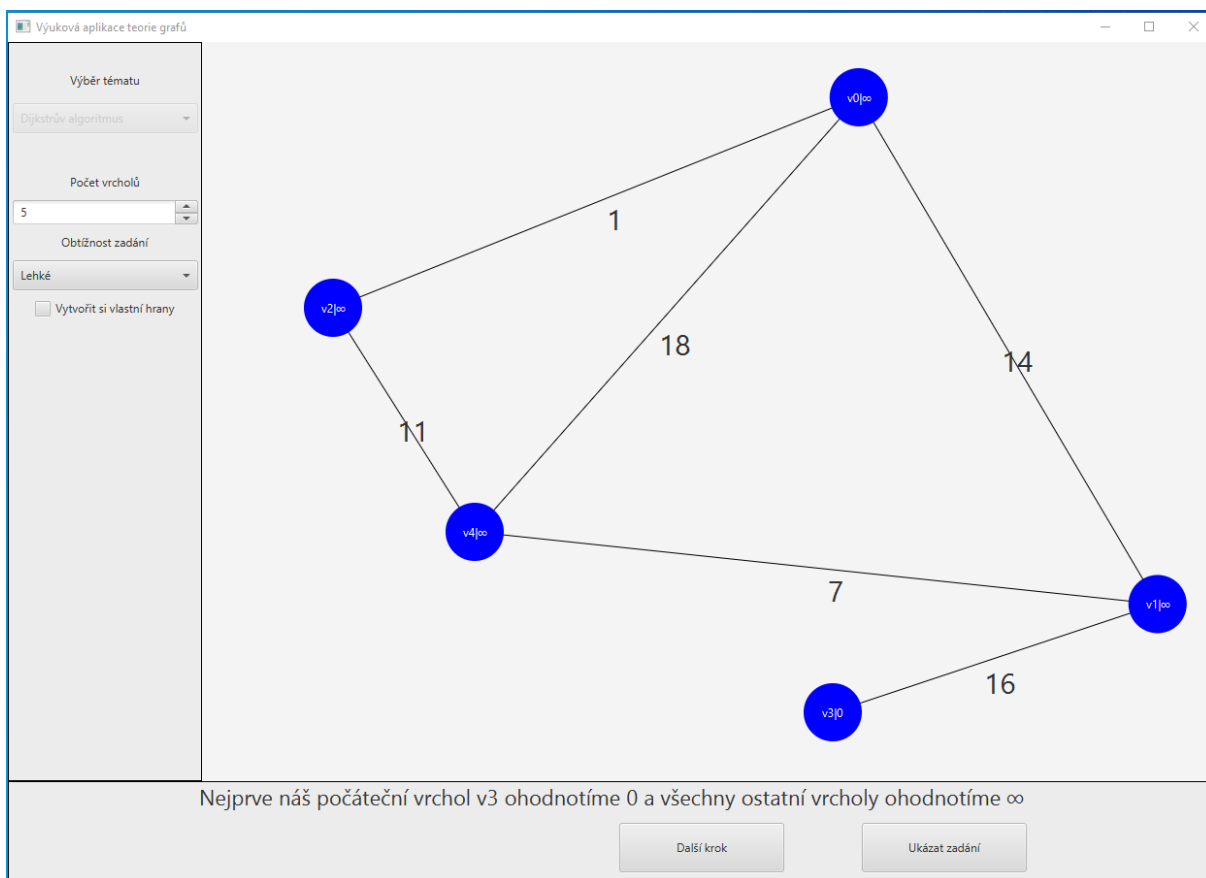 Výuková aplikace teorie grafů
Výběr tématu
Dijkstrův algoritmus
Počet vrcholů
5
Obtížnost zadání
Lehké
Vytvořit si vlastní hrany
v0|∞
1
v2|∞
18
14
11
v4|∞
7
v1|∞
16
v3|0
Nejprve náš počáteční vrchol v3 ohodnotíme 0 a všechny ostatní vrcholy ohodnotíme ∞
Další krok
Ukázat zadání